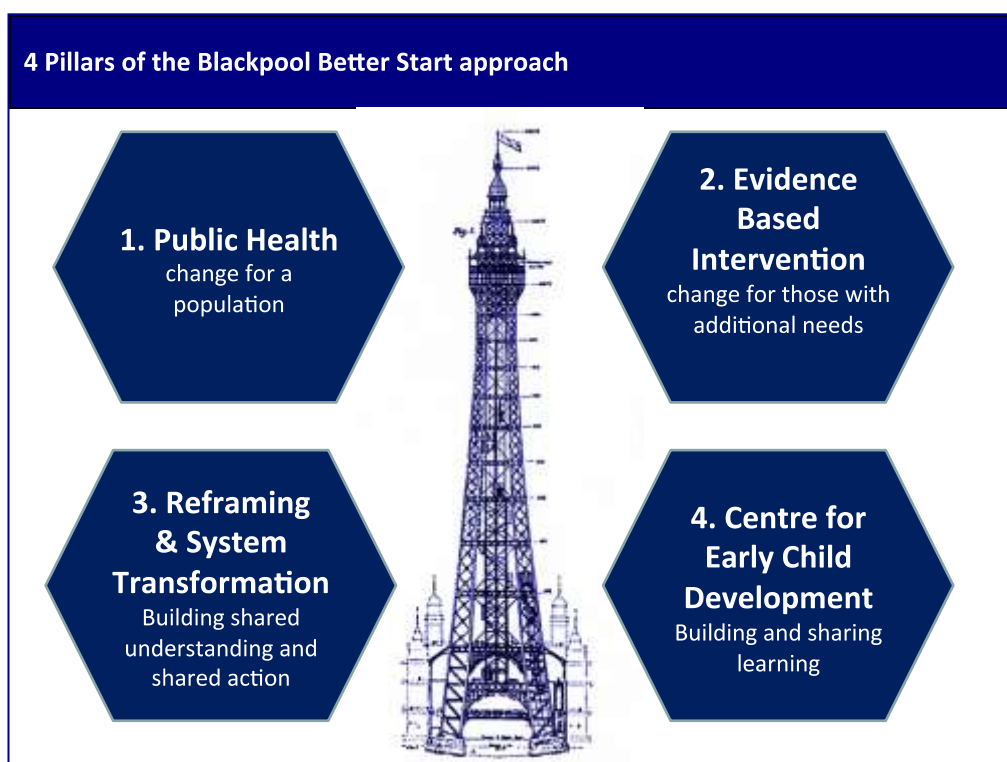 4 Pillars of the Blackpool Better Start approach
1. Public Health
change for a
population
2. Evidence
Based
Intervention
change for those with
additional needs
3. Reframing
& System
Transformation
Building shared
understanding and
shared action
4. Centre for
Early Child
Development
Building and sharing
learning
Fig. 1.